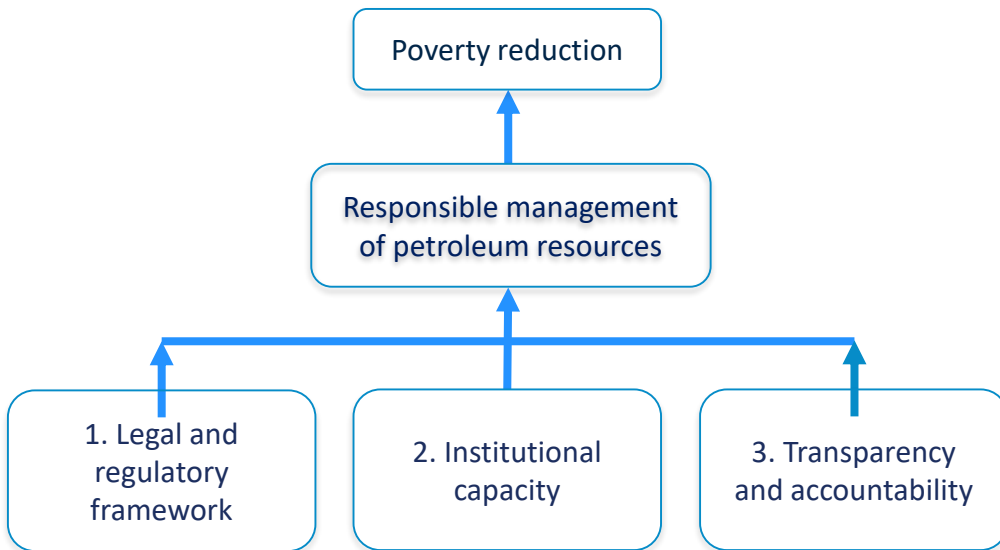 Poverty reduction
Responsible management
of petroleum resources
1. Legal and
regulatory
framework
2. Institutional
capacity
3. Transparency
and accountability